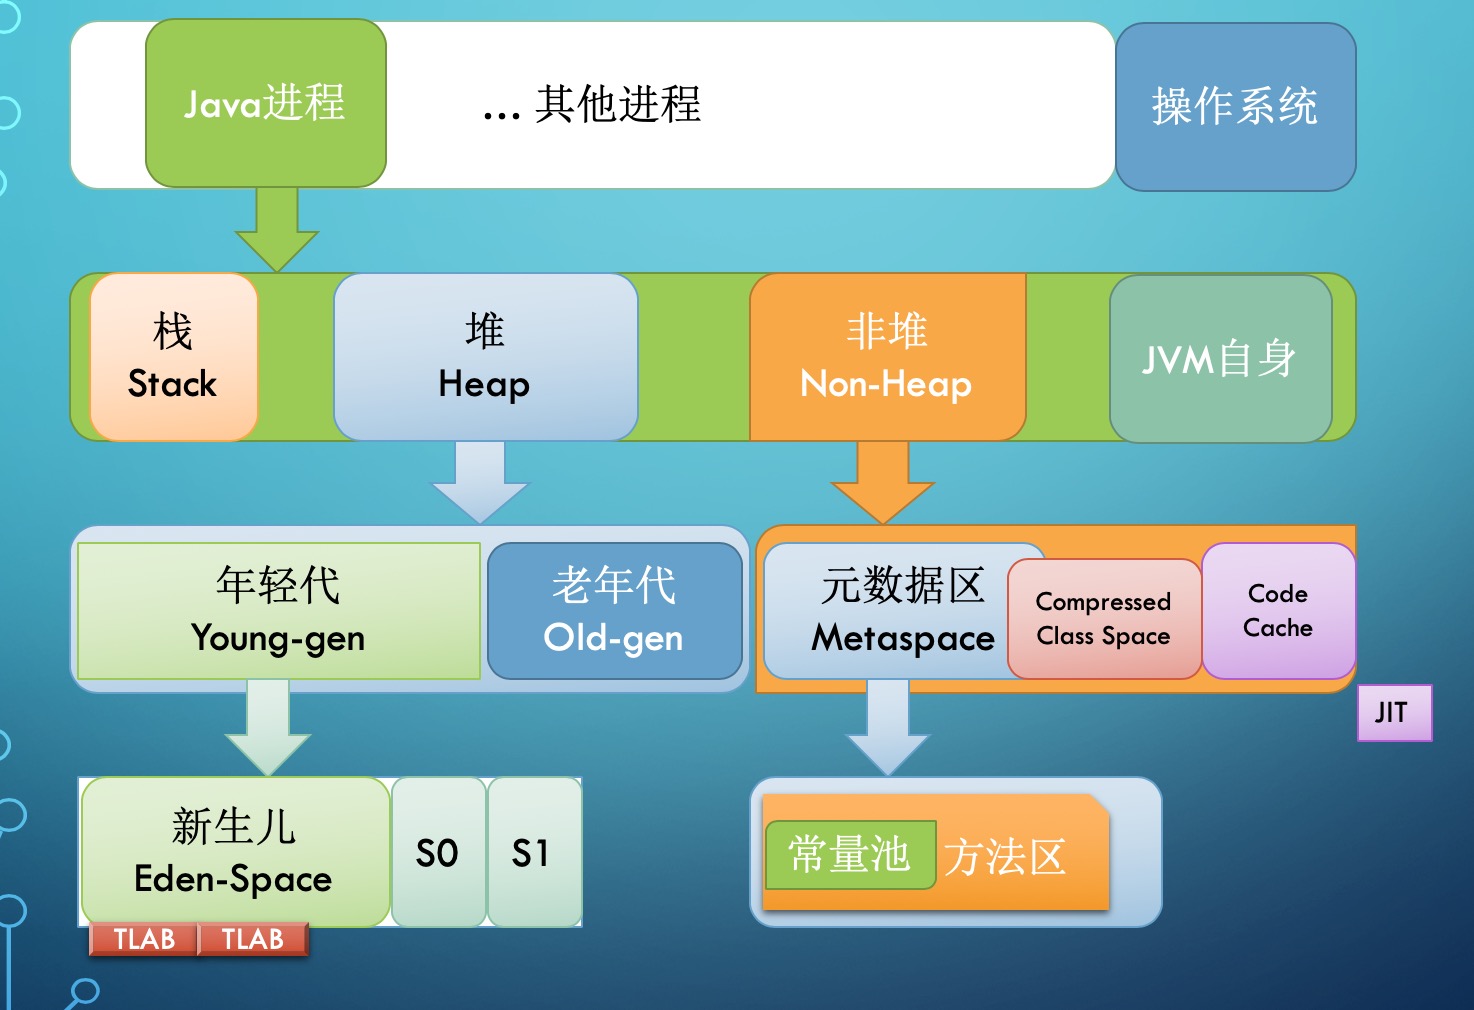 Java进程
... 其他进程
操作系统
栈
Stack
堆
Heap
非堆
Non-Heap
JVM自身
年轻代
Young-gen
老年代
Old-gen
元数据区
Metaspace
Compressed
Class Space
Code
Cache
JIT
新生儿
Eden-Space
S0
S1
常量池
方法区
TLAB
TLAB